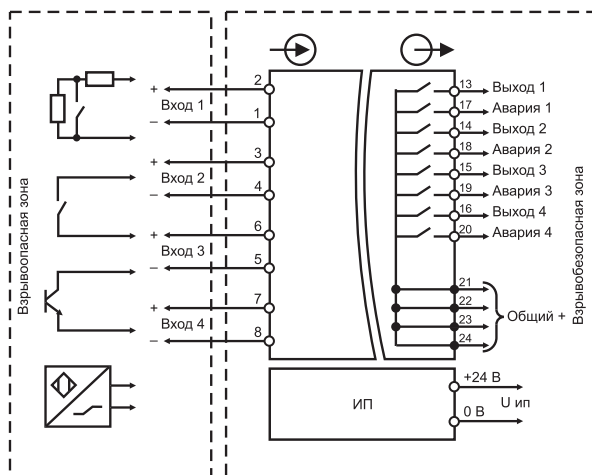 Взрывоопасная зона
+ 2
Вход 1
– 1
+ 3
Вход 2
– 4
+ 6
Вход 3
– 5
+ 7
Вход 4
– 8
13 Выход 1
17 Авария 1
14 Выход 2
18 Авария 2
15 Выход 3
19 Авария 3
16 Выход 4
20 Авария 4
21
22
23
24
Общий +
Взрывобезопасная зона
ИП
+24 В
0 В
U ип